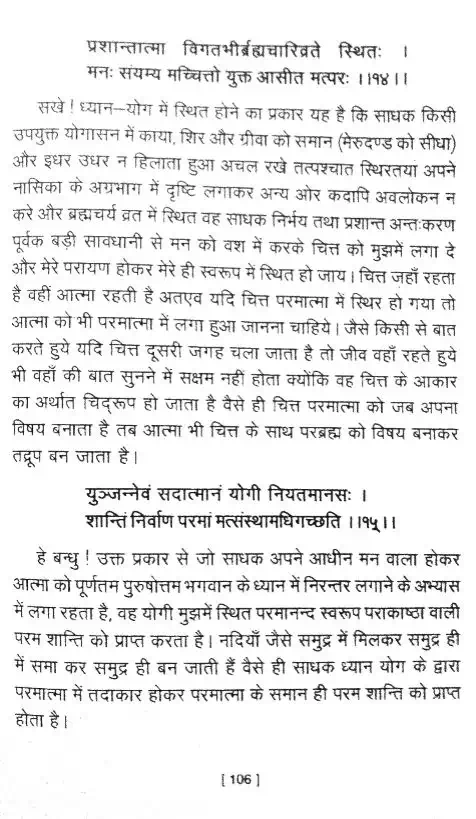 प्रशान्तात्मा विगतभीर्ब्रह्मचारिव्रते स्थितः ।
मनः संयम्य मच्चित्तो युक्त आसीत मत्परः ।।१४।।
सखे ! ध्यान–योग में स्थित होने का प्रकार यह है कि साधक किसी
उपयुक्त योगासन में काया, शिर और ग्रीवा को समान (मेरुदण्ड को सीधा)
और इधर उधर न हिलाता हुआ अचल रखे तत्पश्चात स्थिरतया अपने
नासिका के अग्रभाग में दृष्टि लगाकर अन्य ओर कदापि अवलोकन न
करे और ब्रह्मचर्य व्रत में स्थित वह साधक निर्भय तथा प्रशान्त अन्तःकरण
पूर्वक बड़ी सावधानी से मन को वश में करके चित्त को मुझमें लगा दे
और मेरे परायण होकर मेरे ही स्वरूप में स्थित हो जाय। चित्त जहाँ रहता
है वहीं आत्मा रहती है अतएव यदि चित्त परमात्मा में स्थिर हो गया तो
आत्मा को भी परमात्मा में लगा हुआ जानना चाहिये। जैसे किसी से बात
करते हुये यदि चित्त दूसरी जगह चला जाता है तो जीव वहाँ रहते हुये
भी वहाँ की बात सुनने में सक्षम नहीं होता क्योंकि वह चित्त के आकार
का अर्थात चिद्रूप हो जाता है वैसे ही चित्त परमात्मा को जब अपना
विषय बनाता है तब आत्मा भी चित्त के साथ परब्रह्म को विषय बनाकर
तद्रूप बन जाता है।
युञ्जन्नेवं सदात्मानं योगी नियतमानसः ।
शान्तिं निर्वाण परमां मत्संस्थामधिगच्छति ।।१५।।
हे बन्धु ! उक्त प्रकार से जो साधक अपने आधीन मन वाला होकर
आत्मा को पूर्णतम पुरुषोत्तम भगवान के ध्यान में निरन्तर लगाने के अभ्यास
में लगा रहता है, वह योगी मुझमें स्थित परमानन्द स्वरूप पराकाष्ठा वाली
परम शान्ति को प्राप्त करता है। नदियाँ जैसे समुद्र में मिलकर समुद्र ही
में समा कर समुद्र ही बन जाती हैं वैसे ही साधक ध्यान योग के द्वारा
परमात्मा में तदाकार होकर परमात्मा के समान ही परम शान्ति को प्राप्त
होता है।
[ 106 ]